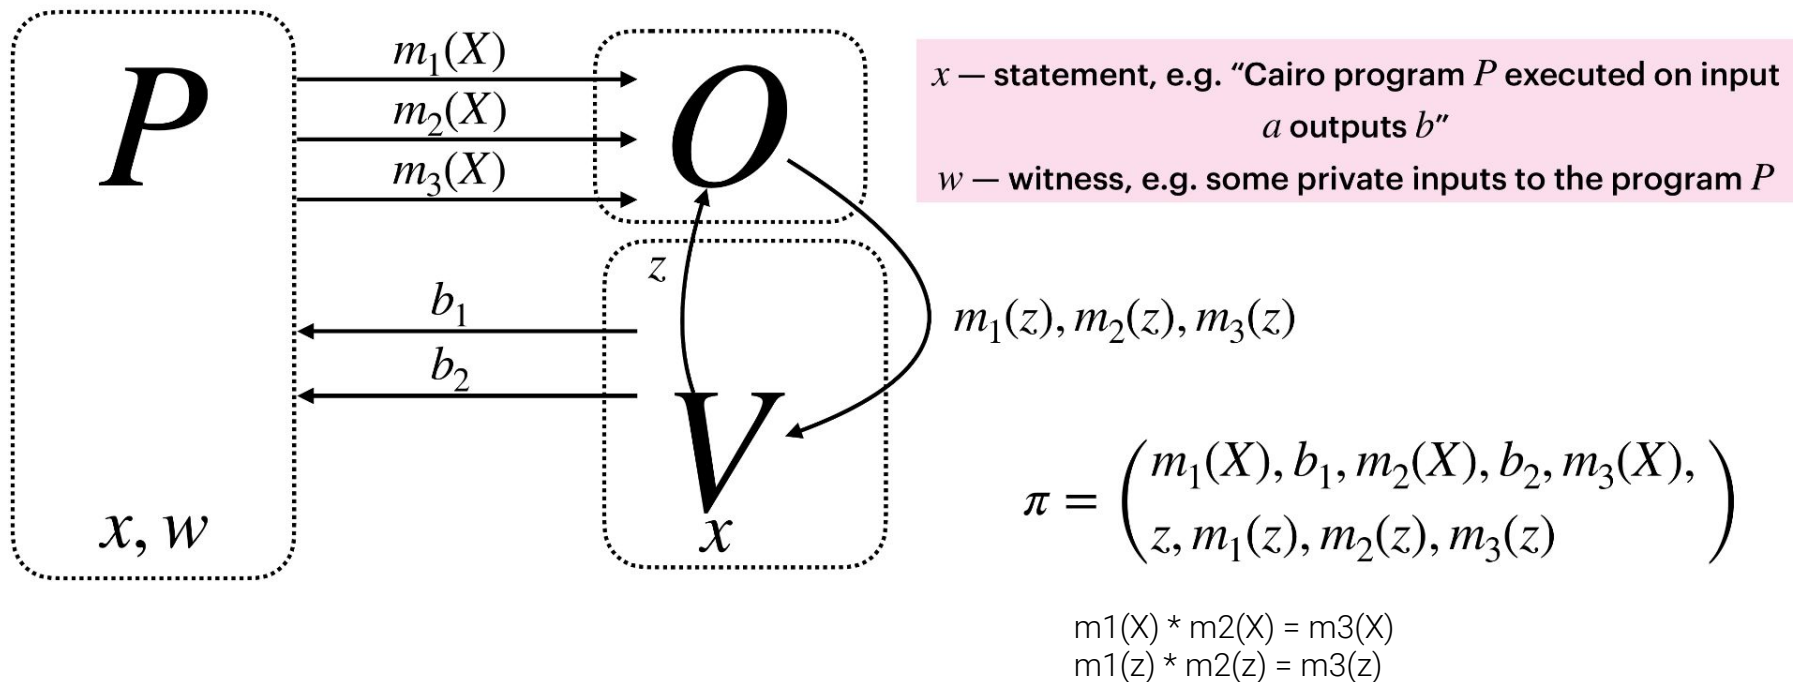 P
m₁(X)
m₂(X)
m₃(X)
O
x — statement, e.g. “Cairo program P executed on input
a outputs b”
w — witness, e.g. some private inputs to the program P
z
b₁
b₂
m₁(z), m₂(z), m₃(z)
V
x, w
x
π = ( m₁(X), b₁, m₂(X), b₂, m₃(X),
z, m₁(z), m₂(z), m₃(z) )
m1(X) * m2(X) = m3(X)
m1(z) * m2(z) = m3(z)